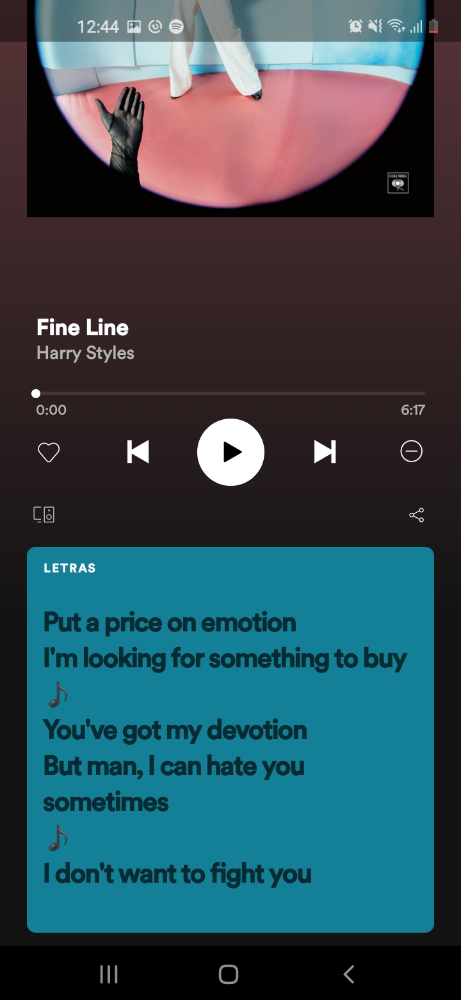 12:44
COLUMBIA
Fine Line
Harry Styles
0:00
6:17
LETRAS
Put a price on emotion
I'm looking for something to buy
♪
You've got my devotion
But man, I can hate you
sometimes
♪
I don't want to fight you